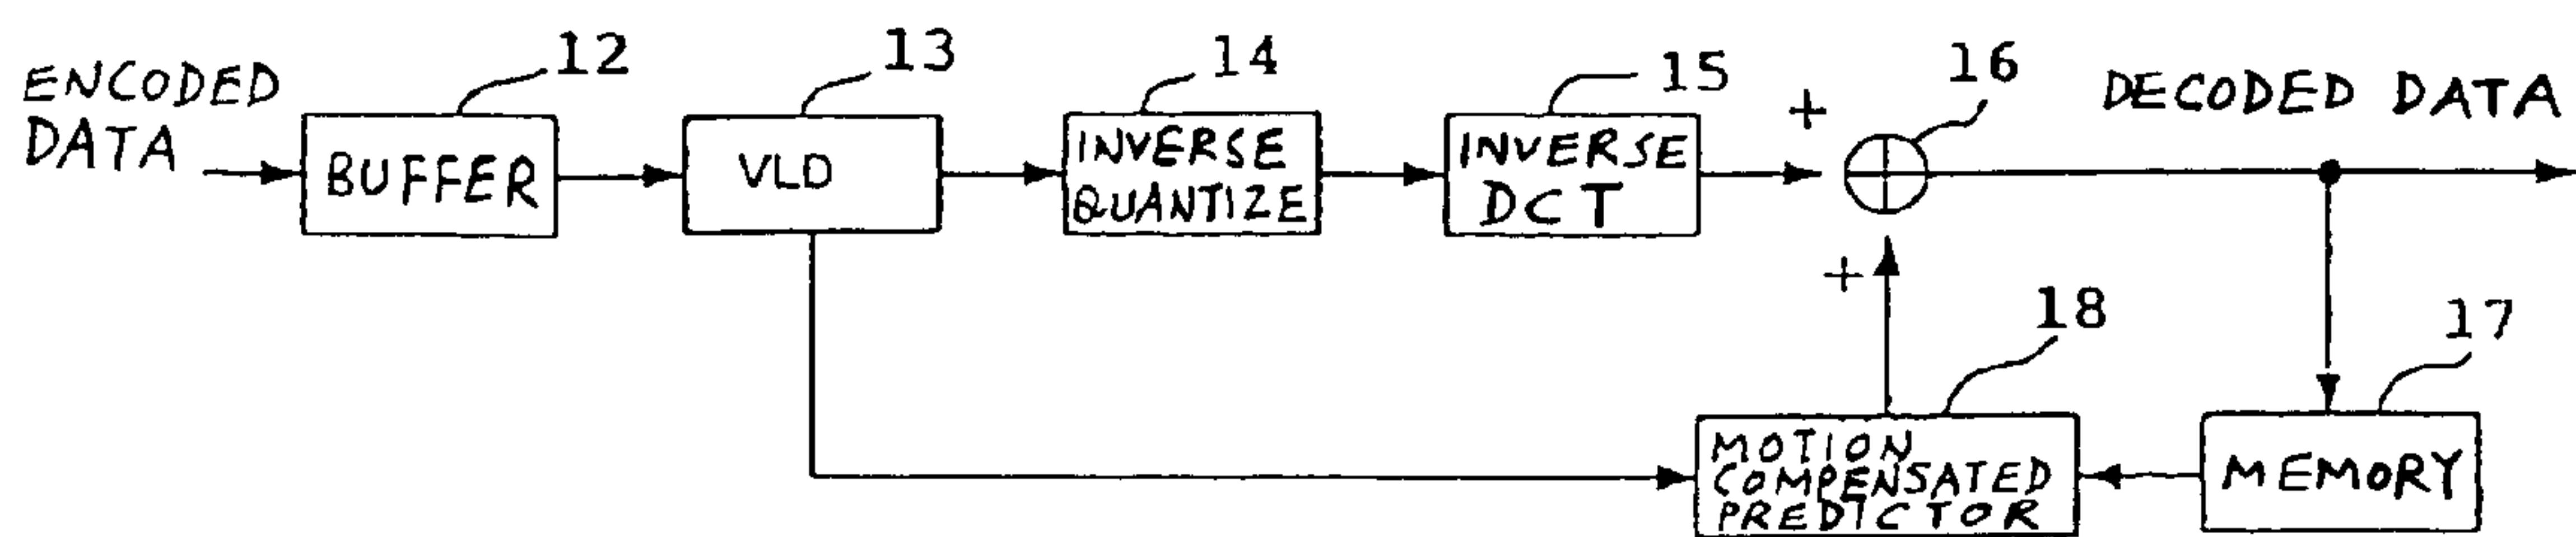 ENCODED
DATA
12
BUFFER
13
VLD
14
INVERSE
QUANTIZE
15
INVERSE
DCT
+
16
+
DECODED DATA
18
MOTION
COMPENSATED
PREDICTOR
17
MEMORY